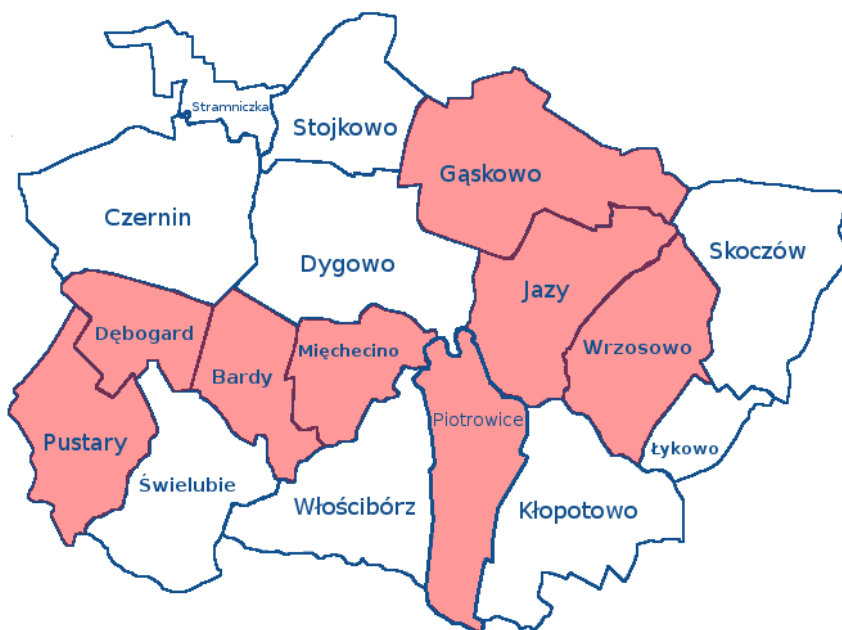 Stramniczka
Stojkowo
Gąskowo
Czernin
Skoczów
Dygowo
Jazy
Dębogard
Mięchecino
Wrzosowo
Bardy
Piotrowice
Pustary
Łykowo
Świelubie
Włościbórz
Kłopotowo